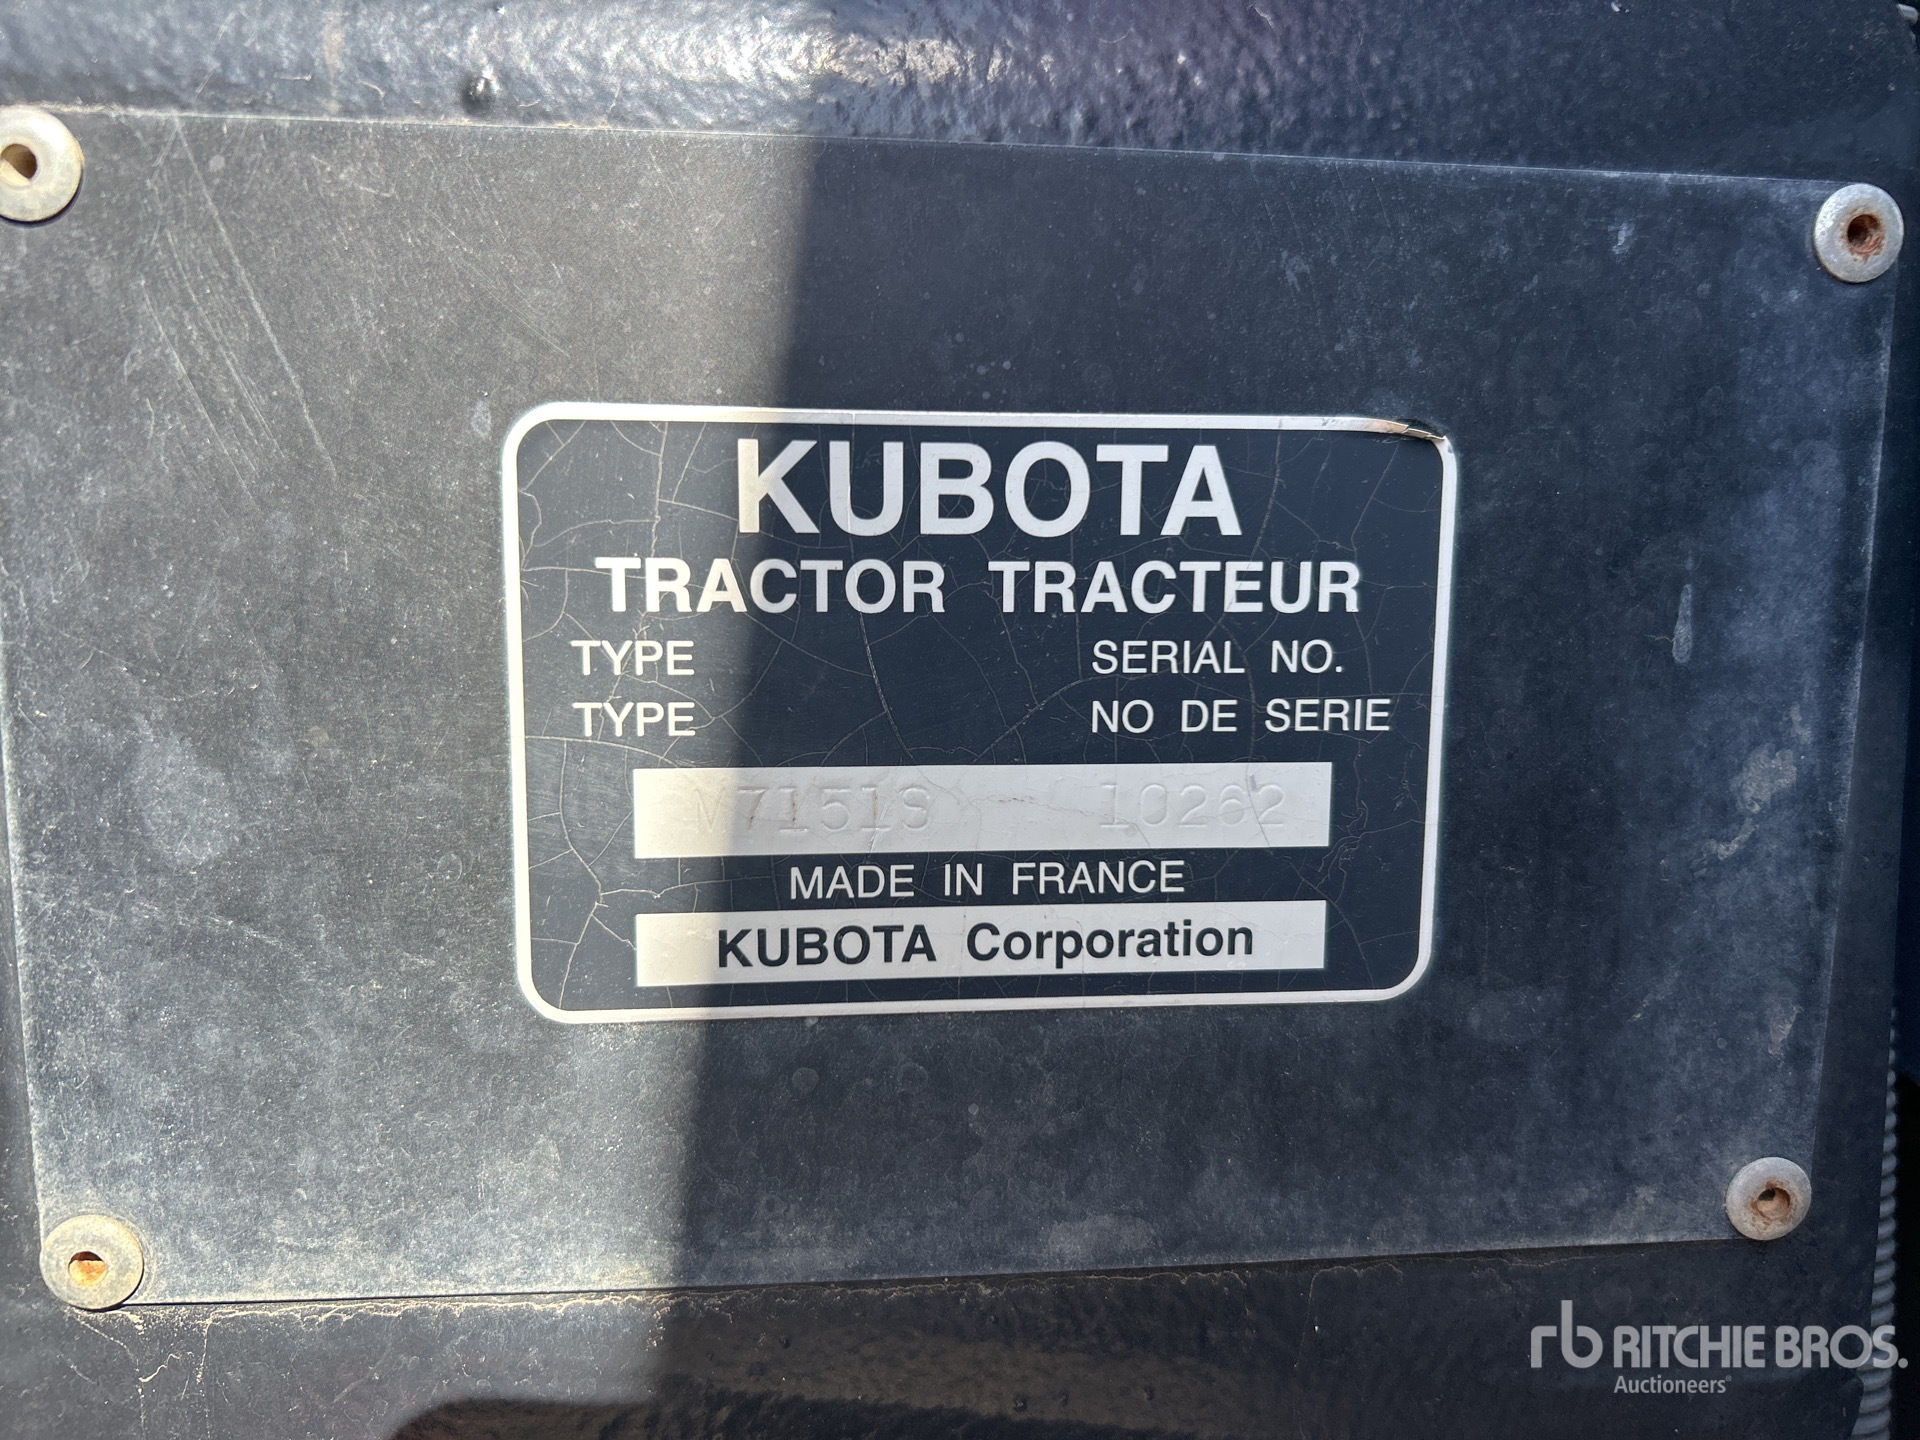 KUBOTA
TRACTOR TRACTEUR
TYPE SERIAL NO.
TYPE NO DE SERIE
M7151S 10262
MADE IN FRANCE
KUBOTA Corporation
rb RITCHIE BROS.
Auctioneers®